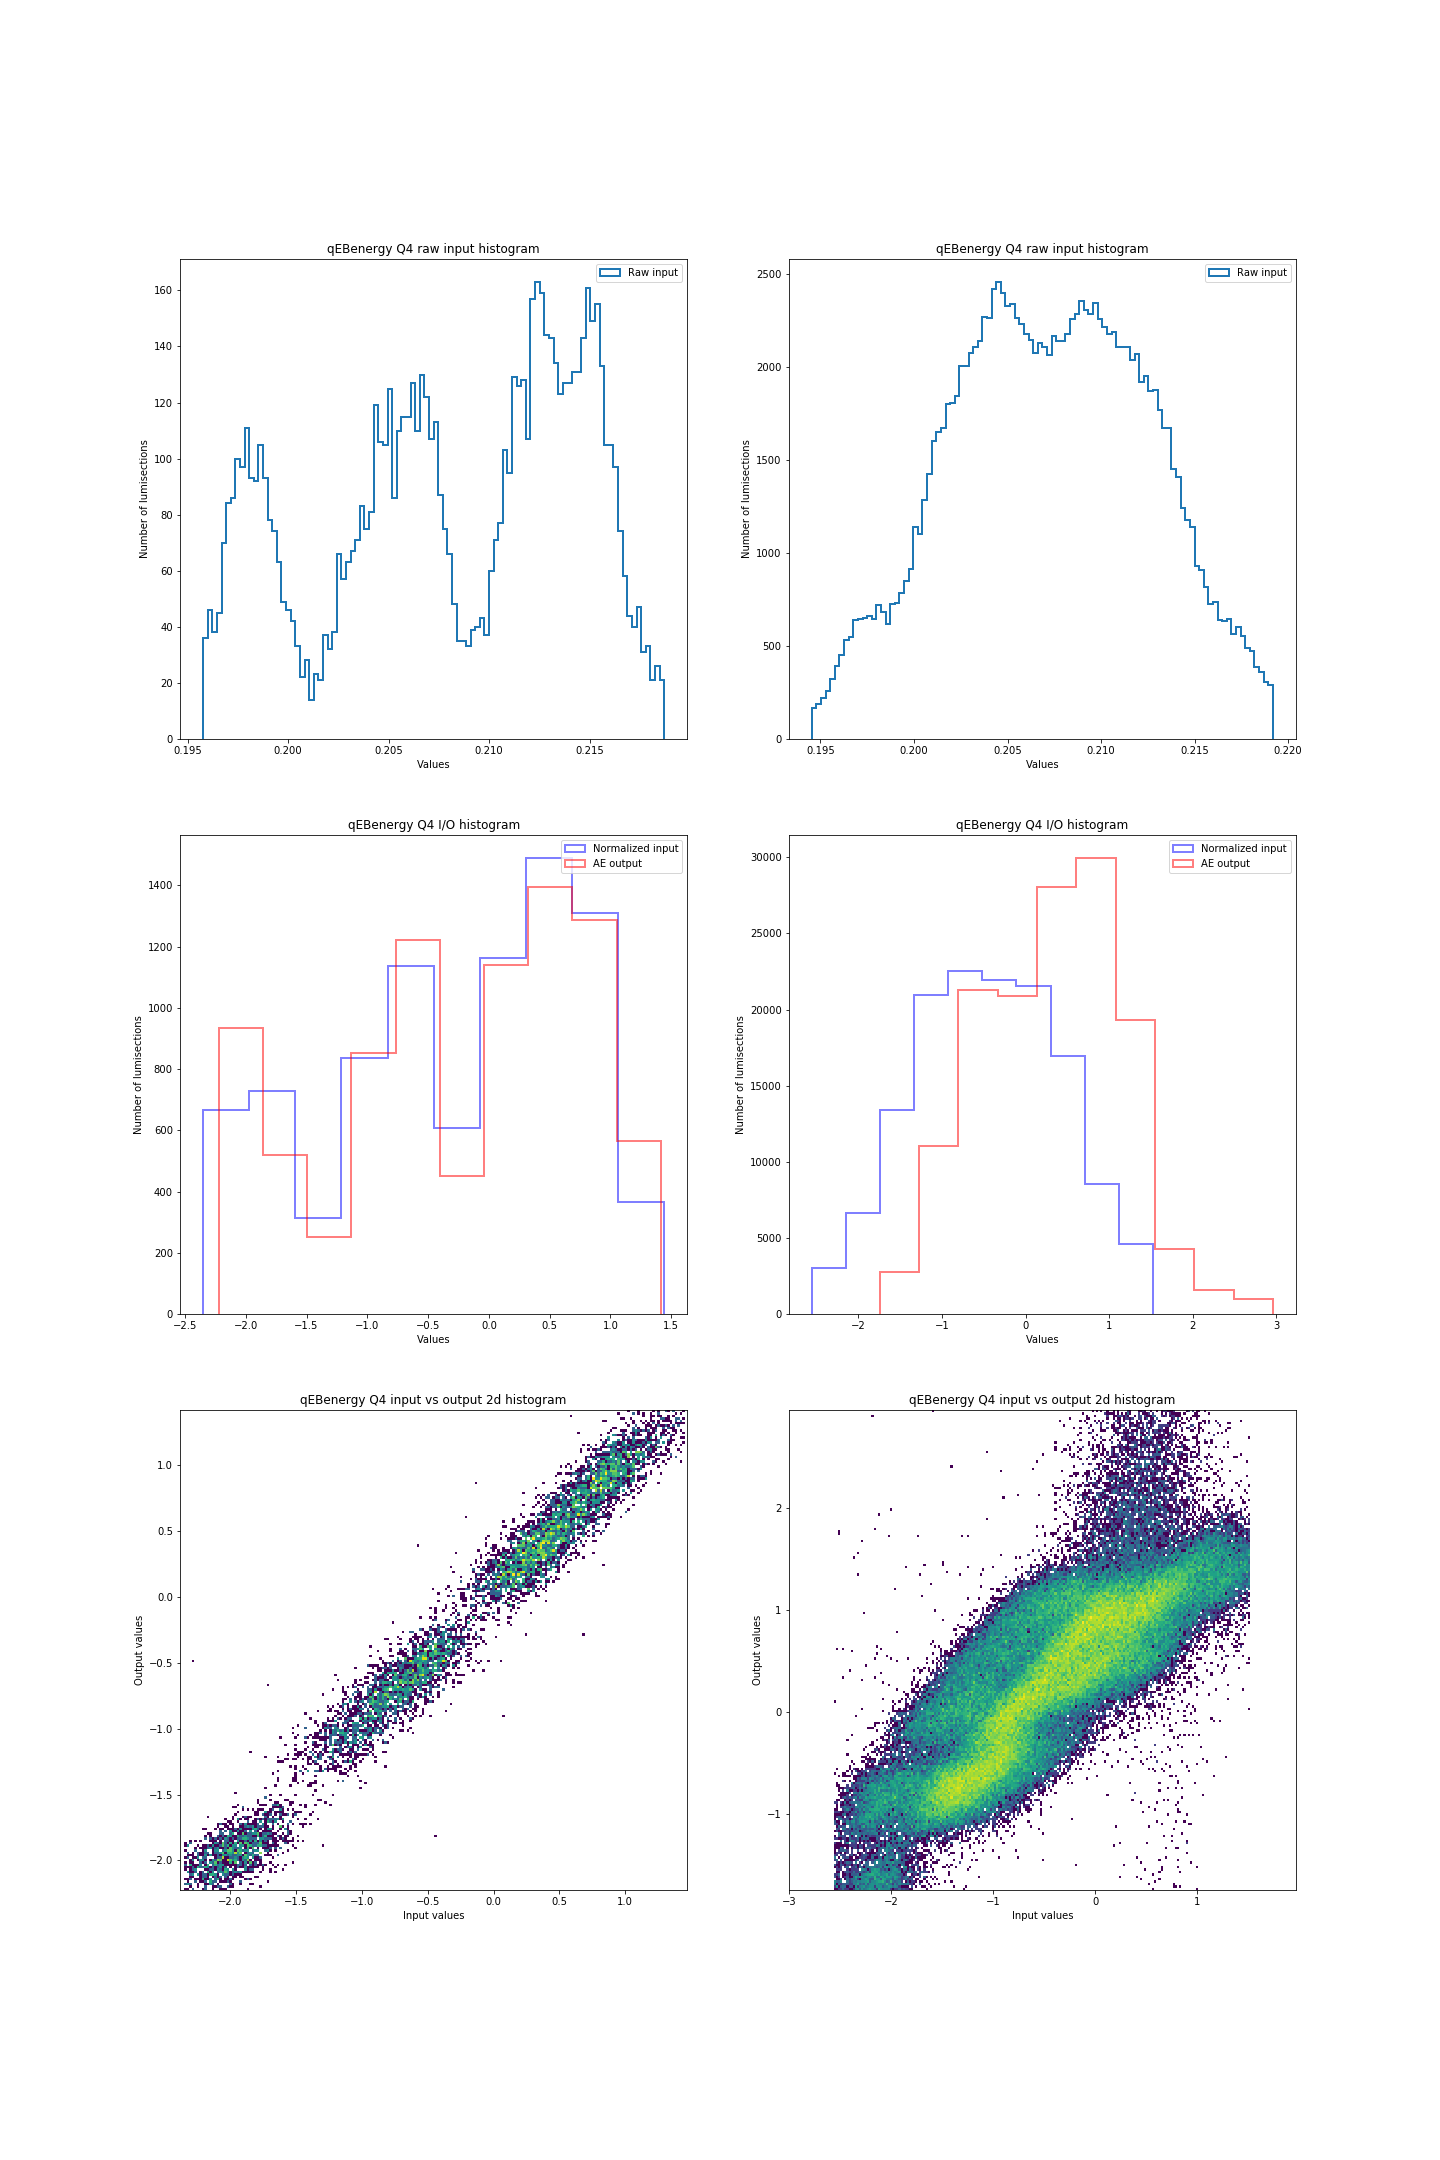 qEBenergy Q4 raw input histogram
Raw input
160
140
120
100
80
60
40
20
0
Number of lumisections
0.195 0.200 0.205 0.210 0.215
Values
qEBenergy Q4 raw input histogram
Raw input
2500
2000
1500
1000
500
0
Number of lumisections
0.195 0.200 0.205 0.210 0.215 0.220
Values
qEBenergy Q4 I/O histogram
Normalized input
AE output
1400
1200
1000
800
600
400
200
0
Number of lumisections
−2.5 −2.0 −1.5 −1.0 −0.5 0.0 0.5 1.0 1.5
Values
qEBenergy Q4 I/O histogram
Normalized input
AE output
30000
25000
20000
15000
10000
5000
0
Number of lumisections
−2 −1 0 1 2 3
Values
qEBenergy Q4 input vs output 2d histogram
1.0
0.5
0.0
−0.5
−1.0
−1.5
−2.0
Output values
−2.0 −1.5 −1.0 −0.5 0.0 0.5 1.0
Input values
qEBenergy Q4 input vs output 2d histogram
2
1
0
−1
Output values
−3 −2 −1 0 1
Input values